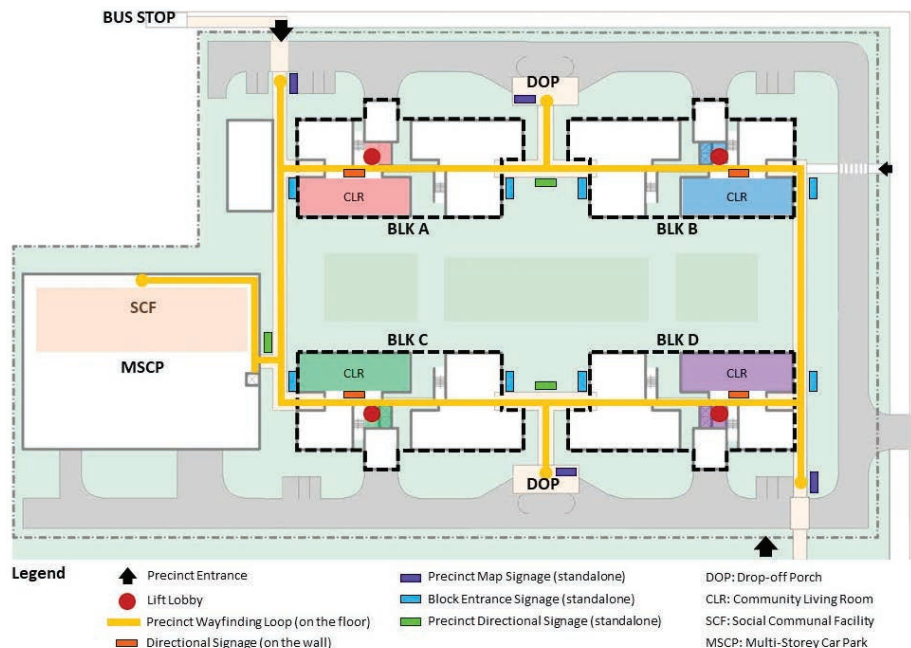 BUS STOP
DOP
CLR
CLR
BLK A
BLK B
SCF
MSCP
BLK C
BLK D
CLR
CLR
DOP
Legend
Precinct Entrance
Lift Lobby
Precinct Wayfinding Loop (on the floor)
Directional Signage (on the wall)
Precinct Map Signage (standalone)
Block Entrance Signage (standalone)
Precinct Directional Signage (standalone)
DOP: Drop-off Porch
CLR: Community Living Room
SCF: Social Communal Facility
MSCP: Multi-Storey Car Park